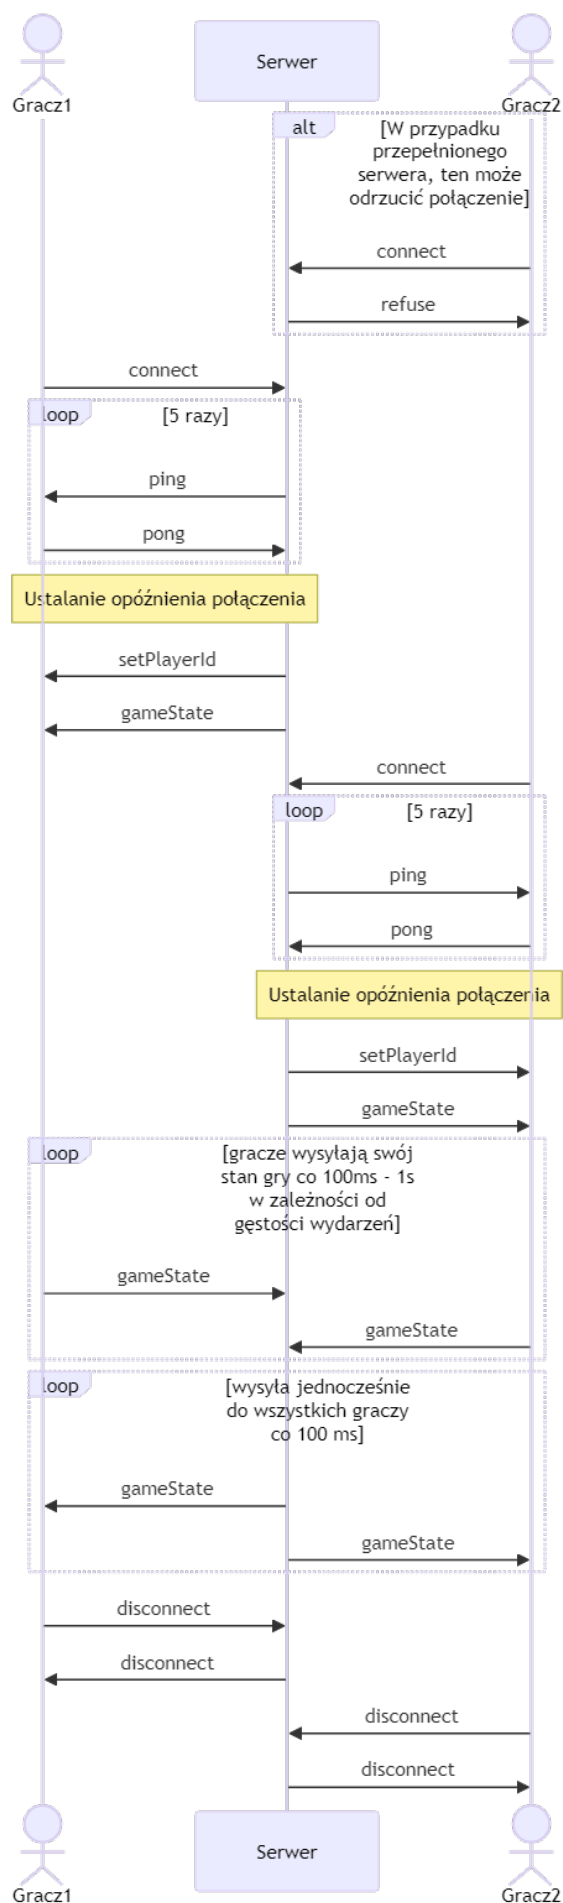 Serwer
Gracz1
Gracz2
alt
[W przypadku
przepełnionego
serwera, ten może
odrzucić połączenie]
connect
refuse
connect
loop
[5 razy]
ping
pong
Ustalanie opóźnienia połączenia
setPlayerId
gameState
connect
loop
[5 razy]
ping
pong
Ustalanie opóźnienia połączenia
setPlayerId
gameState
loop
[gracze wysyłają swój
stan gry co 100ms - 1s
w zależności od
gęstości wydarzeń]
gameState
gameState
loop
[wysyła jednocześnie
do wszystkich graczy
co 100 ms]
gameState
gameState
disconnect
disconnect
disconnect
disconnect
Serwer
Gracz1
Gracz2